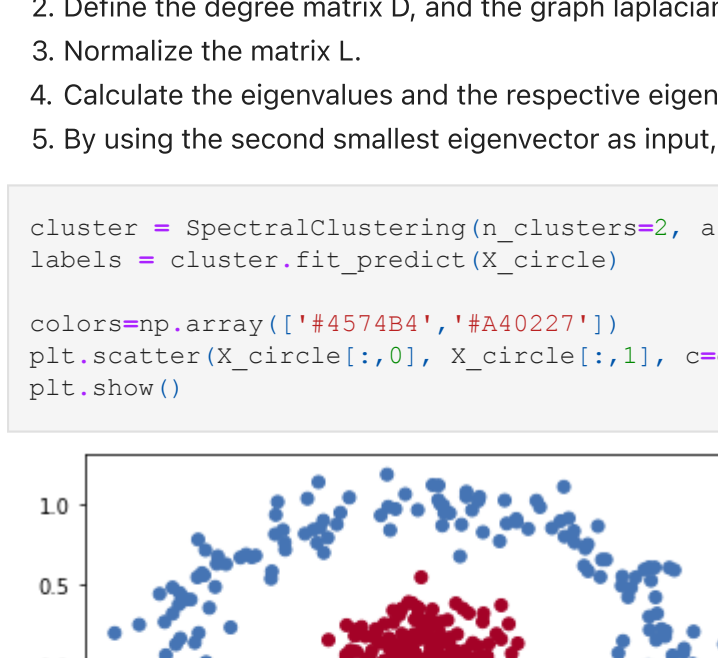 2. Define the degree matrix D, and the graph laplacian
3. Normalize the matrix L.
4. Calculate the eigenvalues and the respective eigen
5. By using the second smallest eigenvector as input,
cluster = SpectralClustering(n_clusters=2, a
labels = cluster.fit_predict(X_circle)
colors=np.array(['#4574B4','#A40227'])
plt.scatter(X_circle[:,0], X_circle[:,1], c=
plt.show()
1.0
0.5